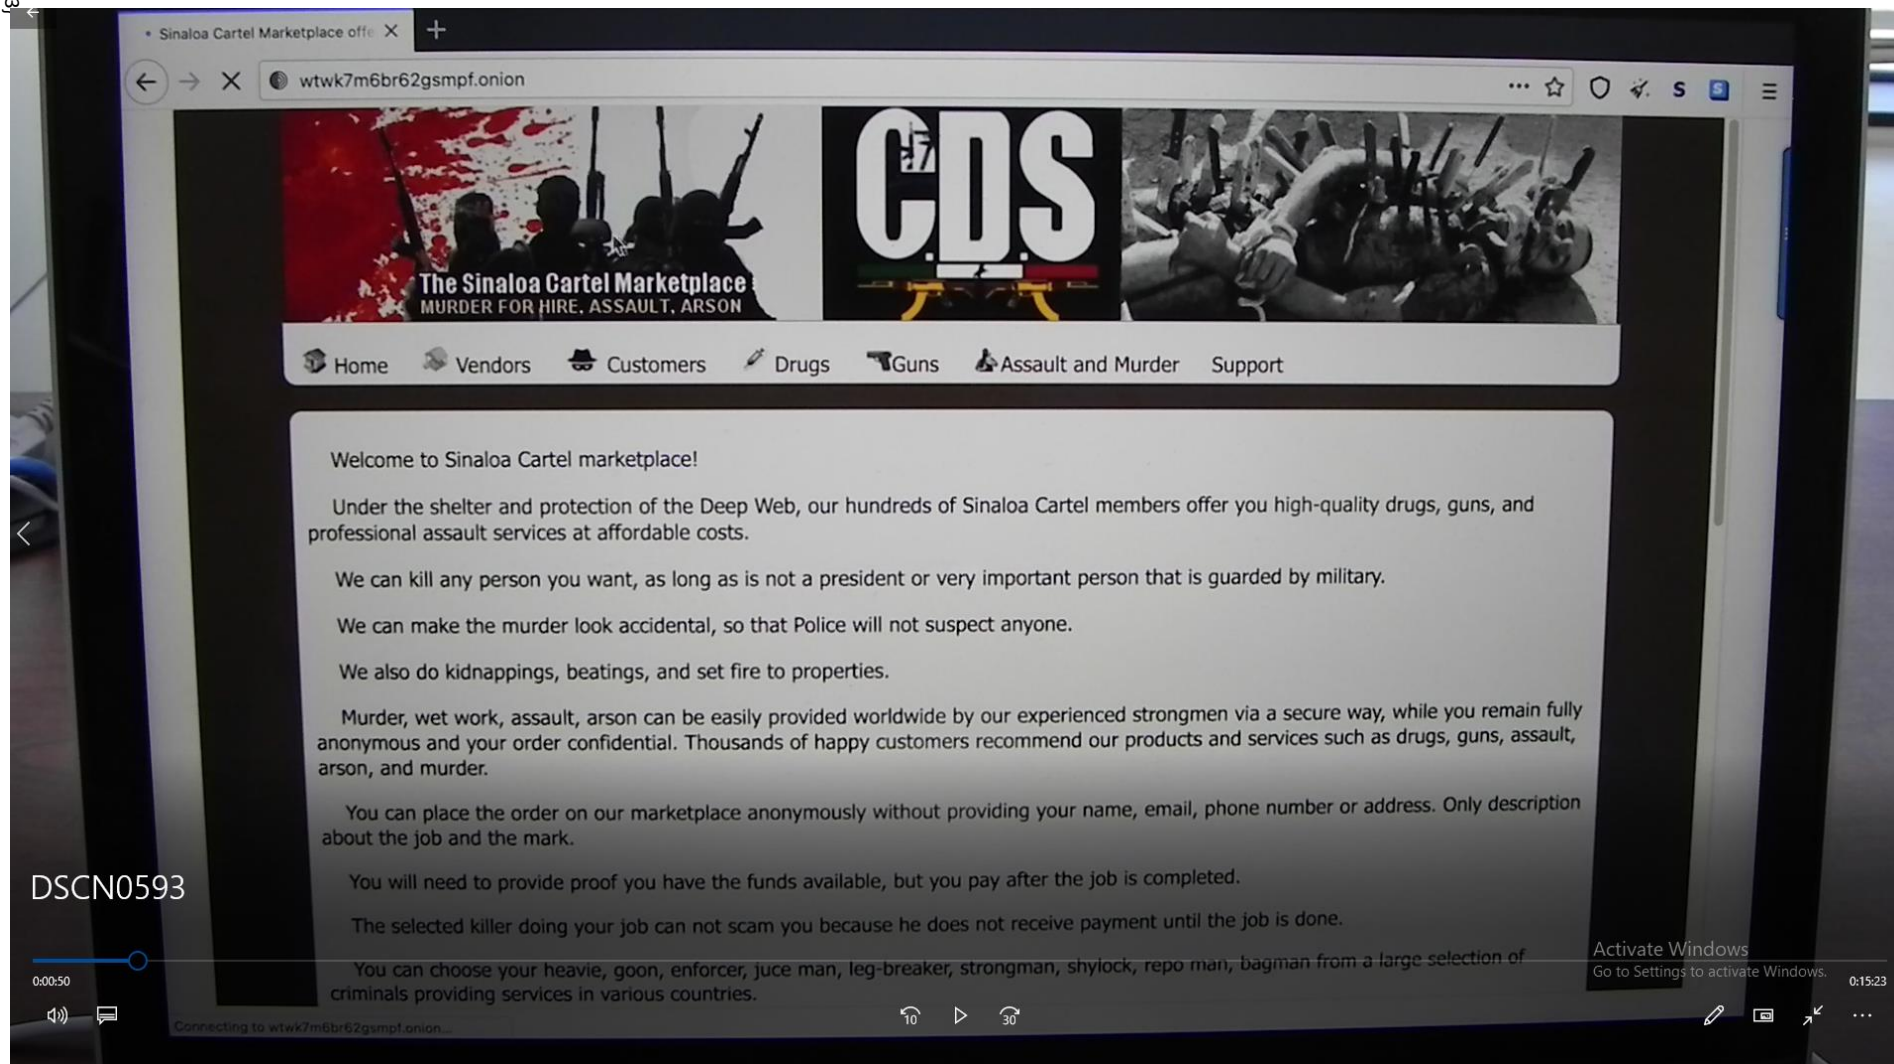 Sinaloa Cartel Marketplace offe
wtwk7m6br62gsmpf.onion
S
S
CDS
The Sinaloa Cartel Marketplace
MURDER FOR HIRE, ASSAULT, ARSON
Home Vendors Customers Drugs Guns Assault and Murder Support
Welcome to Sinaloa Cartel marketplace!
Under the shelter and protection of the Deep Web, our hundreds of Sinaloa Cartel members offer you high-quality drugs, guns, and
professional assault services at affordable costs.
We can kill any person you want, as long as is not a president or very important person that is guarded by military.
We can make the murder look accidental, so that Police will not suspect anyone.
We also do kidnappings, beatings, and set fire to properties.
Murder, wet work, assault, arson can be easily provided worldwide by our experienced strongmen via a secure way, while you remain fully
anonymous and your order confidential. Thousands of happy customers recommend our products and services such as drugs, guns, assault,
arson, and murder.
You can place the order on our marketplace anonymously without providing your name, email, phone number or address. Only description
about the job and the mark.
You will need to provide proof you have the funds available, but you pay after the job is completed.
DSCN0593
The selected killer doing your job can not scam you because he does not receive payment until the job is done.
Activate Windows
Go to Settings to activate Windows.
You can choose your heavie, goon, enforcer, juce man, leg-breaker, strongman, shylock, repo man, bagman from a large selection of
criminals providing services in various countries.
0:00:50
0:15:23
10
30
Connecting to wtwk7m6br62gsmpf.onion...